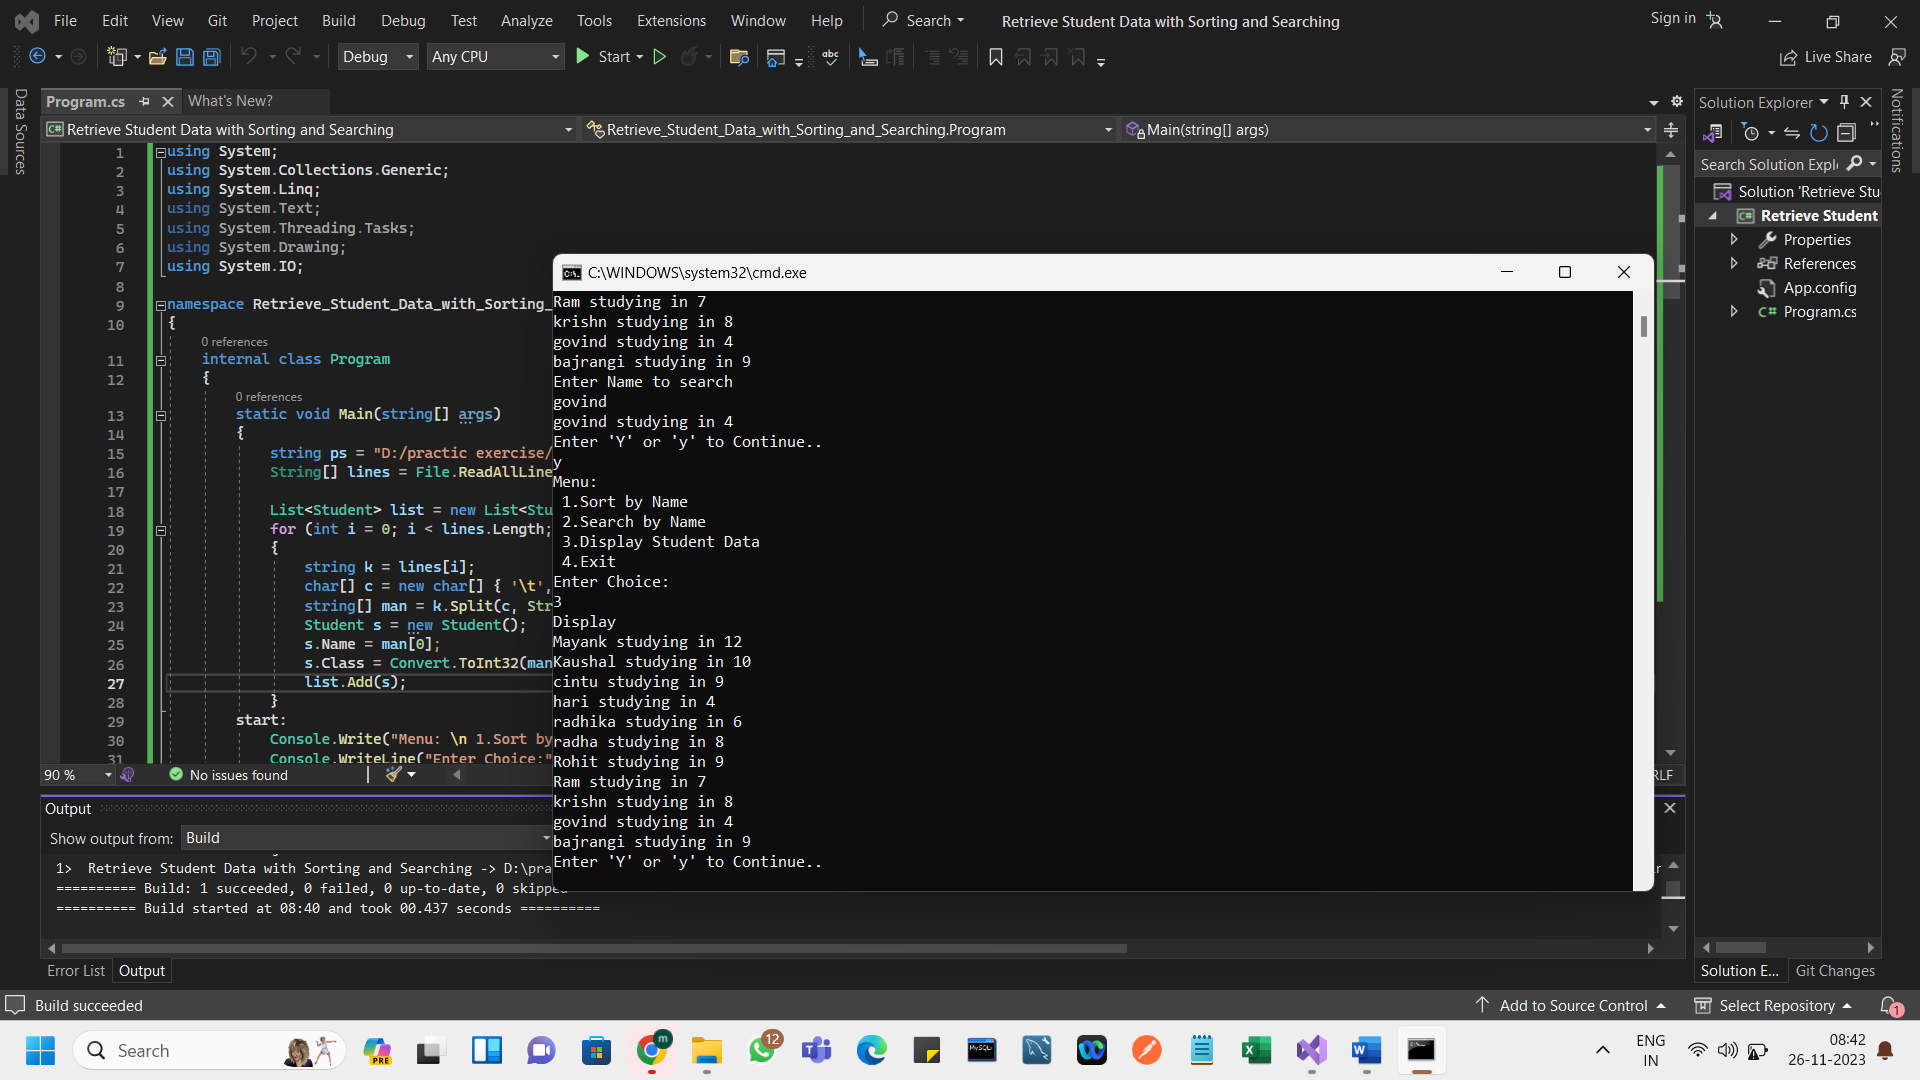 File Edit View Git Project Build Debug Test Analyze Tools Extensions Window Help Search Retrieve Student Data with Sorting and Searching Sign in
Debug Any CPU Start Live Share
Data Sources
Program.cs What's New?
Retrieve Student Data with Sorting and Searching Retrieve_Student_Data_with_Sorting_and_Searching.Program Main(string[] args)
1 using System;
2 using System.Collections.Generic;
3 using System.Linq;
4 using System.Text;
5 using System.Threading.Tasks;
6 using System.Drawing;
7 using System.IO;
8
9 namespace Retrieve_Student_Data_with_Sorting_
10 {
0 references
11 internal class Program
12 {
0 references
13 static void Main(string[] args)
14 {
15 string ps = "D:/practic exercise/
16 String[] lines = File.ReadAllLine
17
18 List<Student> list = new List<Stu
19 for (int i = 0; i < lines.Length;
20 {
21 string k = lines[i];
22 char[] c = new char[] { '\t',
23 string[] man = k.Split(c, Str
24 Student s = new Student();
25 s.Name = man[0];
26 s.Class = Convert.ToInt32(man
27 list.Add(s);
28 }
29 start:
30 Console.Write("Menu: \n 1.Sort by
31 Console.WriteLine("Enter Choice:"
90 % No issues found
RLF
C:\WINDOWS\system32\cmd.exe
Ram studying in 7
krishn studying in 8
govind studying in 4
bajrangi studying in 9
Enter Name to search
govind
govind studying in 4
Enter 'Y' or 'y' to Continue..
y
Menu:
1.Sort by Name
2.Search by Name
3.Display Student Data
4.Exit
Enter Choice:
3
Display
Mayank studying in 12
Kaushal studying in 10
cintu studying in 9
hari studying in 4
radhika studying in 6
radha studying in 8
Rohit studying in 9
Ram studying in 7
krishn studying in 8
govind studying in 4
bajrangi studying in 9
Enter 'Y' or 'y' to Continue..
Solution Explorer
Search Solution Expl
Solution 'Retrieve Stu
Retrieve Student
Properties
References
App.config
Program.cs
Notifications
Output
Show output from: Build
1> Retrieve Student Data with Sorting and Searching -> D:\pra
========== Build: 1 succeeded, 0 failed, 0 up-to-date, 0 skipped
========== Build started at 08:40 and took 00.437 seconds ==========
Error List Output
Solution E... Git Changes
Build succeeded Add to Source Control Select Repository 1
Search PRE m 12 MySQL ENG
IN
08:42
26-11-2023